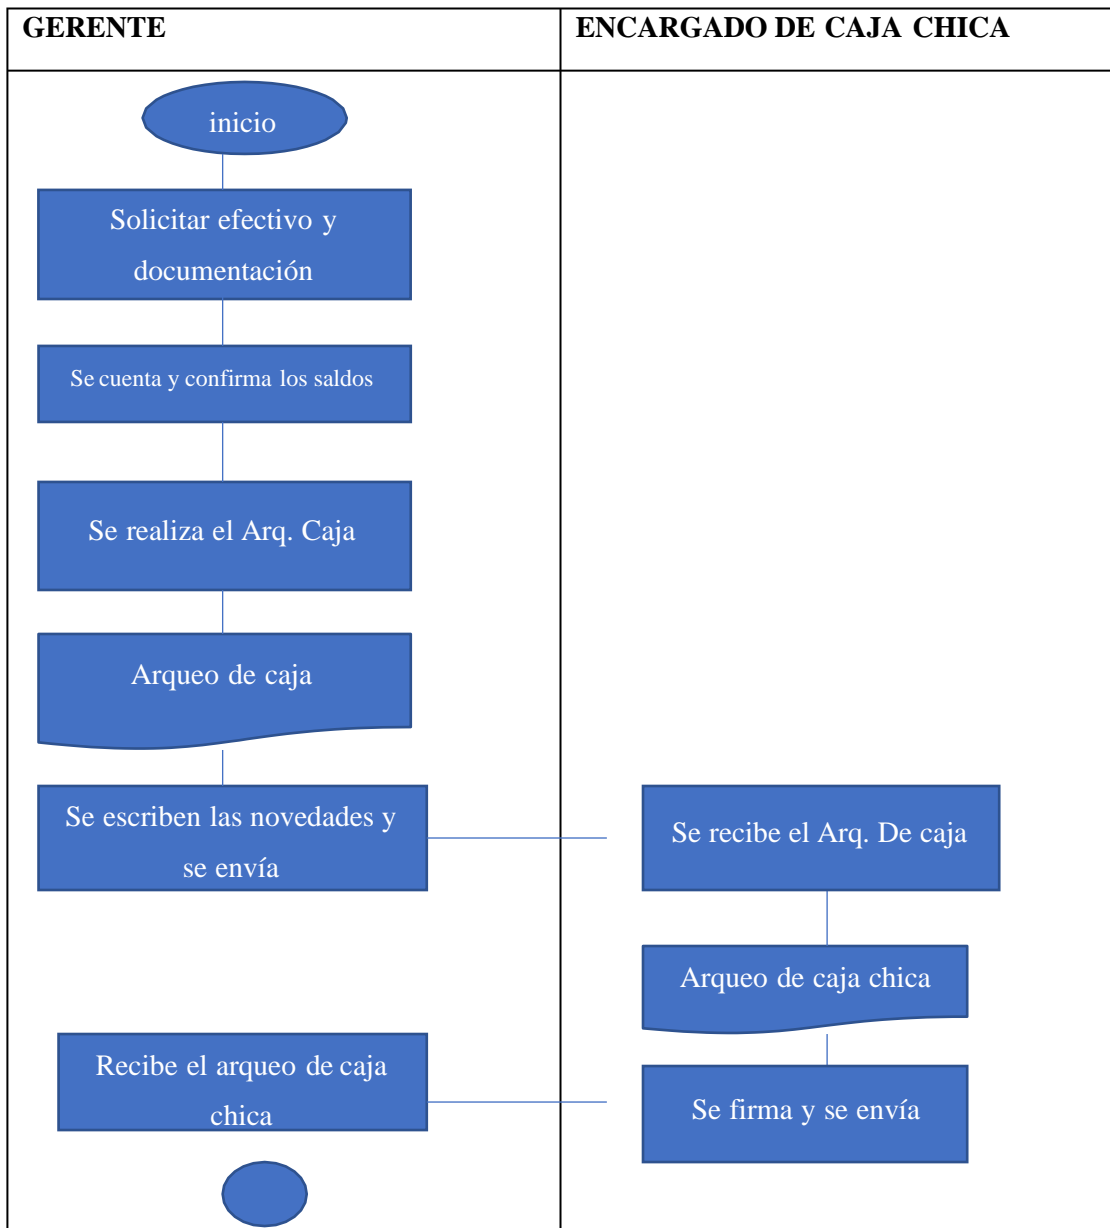 GERENTE
ENCARGADO DE CAJA CHICA
inicio
Solicitar efectivo y
documentación
Se cuenta y confirma los saldos
Se realiza el Arq. Caja
Arqueo de caja
Se escriben las novedades y
se envía
Se recibe el Arq. De caja
Arqueo de caja chica
Se firma y se envía
Recibe el arqueo de caja
chica